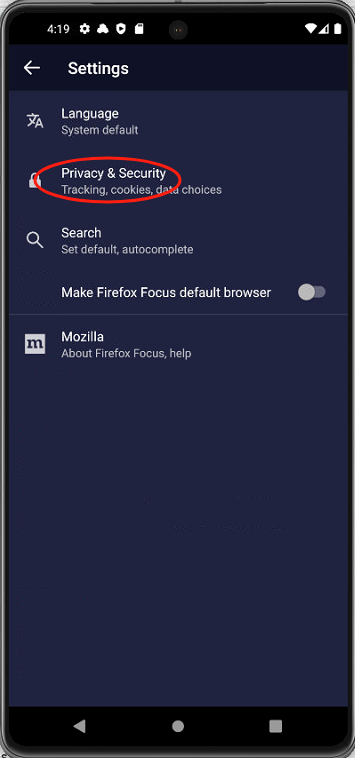 4:19
Settings
Language
System default
Privacy & Security
Tracking, cookies, data choices
Search
Set default, autocomplete
Make Firefox Focus default browser
m
Mozilla
About Firefox Focus, help
s